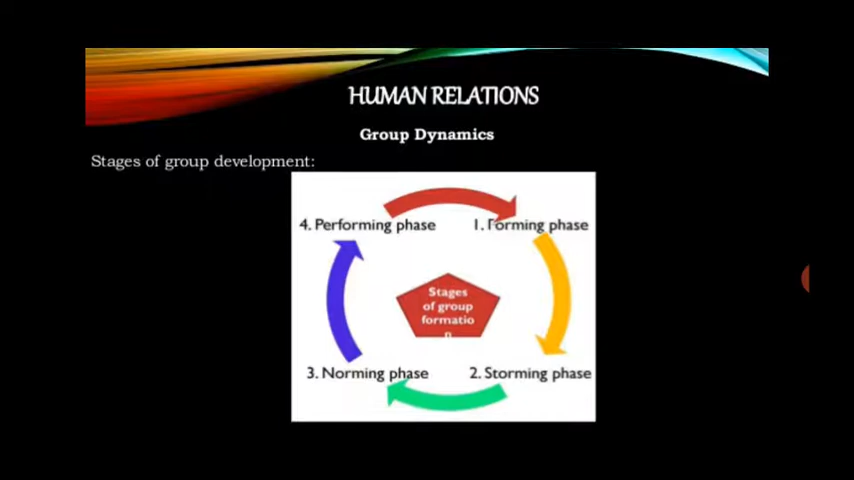 HUMAN RELATIONS
Group Dynamics
Stages of group development:
4. Performing phase
1. Forming phase
Stages
of group
formatio
n
3. Norming phase
2. Storming phase